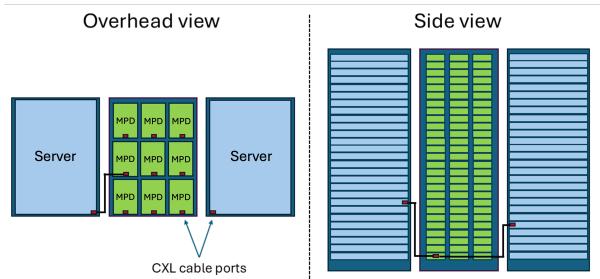 Overhead view
Side view
MPD MPD MPD
Server
MPD MPD MPD
Server
MPD MPD MPD
CXL cable ports